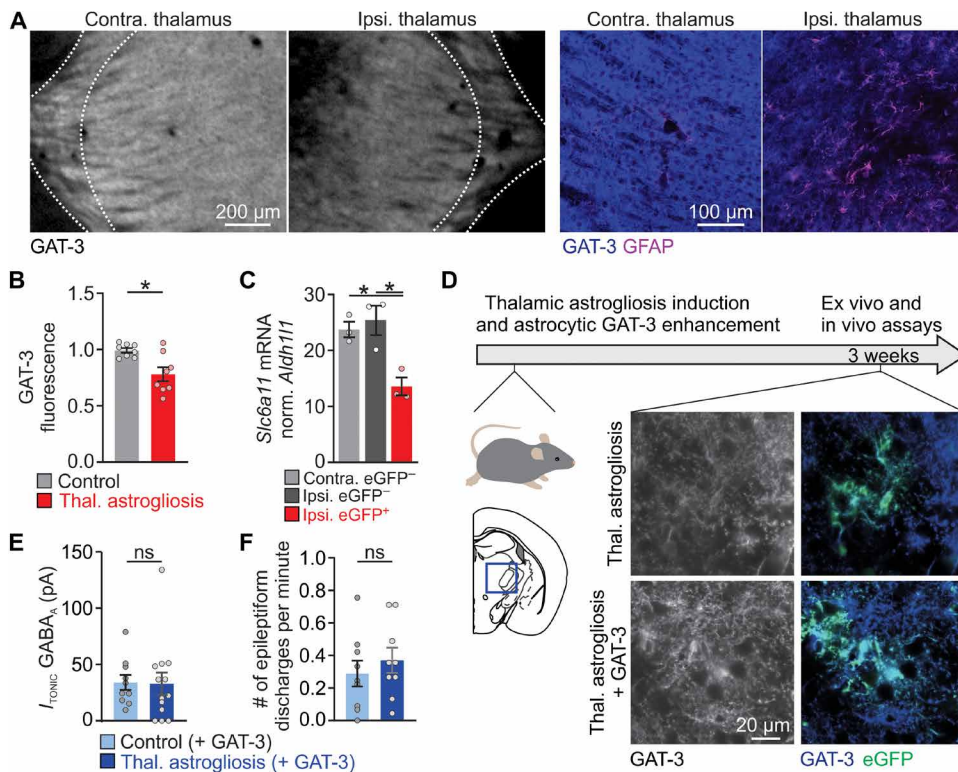 A
Contra. thalamus
Ipsi. thalamus
Contra. thalamus
Ipsi. thalamus
200 µm
100 µm
GAT-3
GAT-3 GFAP
B
GAT-3
fluorescence
1.5
1.0
0.5
0
*
Control
Thal. astrogliosis
C
Slc6a11 mRNA
norm. Aldh1l1
30
20
10
0
* *
Contra. eGFP⁻
Ipsi. eGFP⁻
Ipsi. eGFP⁺
D
Thalamic astrogliosis induction
and astrocytic GAT-3 enhancement
Ex vivo and
in vivo assays
3 weeks
Thal. astrogliosis
Thal. astrogliosis
+ GAT-3
20 µm
GAT-3
GAT-3 eGFP
E
I TONIC GABA A (pA)
150
100
50
0
ns
F
# of epileptiform
discharges per minute
1.0
0.8
0.6
0.4
0.2
0
ns
Control (+ GAT-3)
Thal. astrogliosis (+ GAT-3)